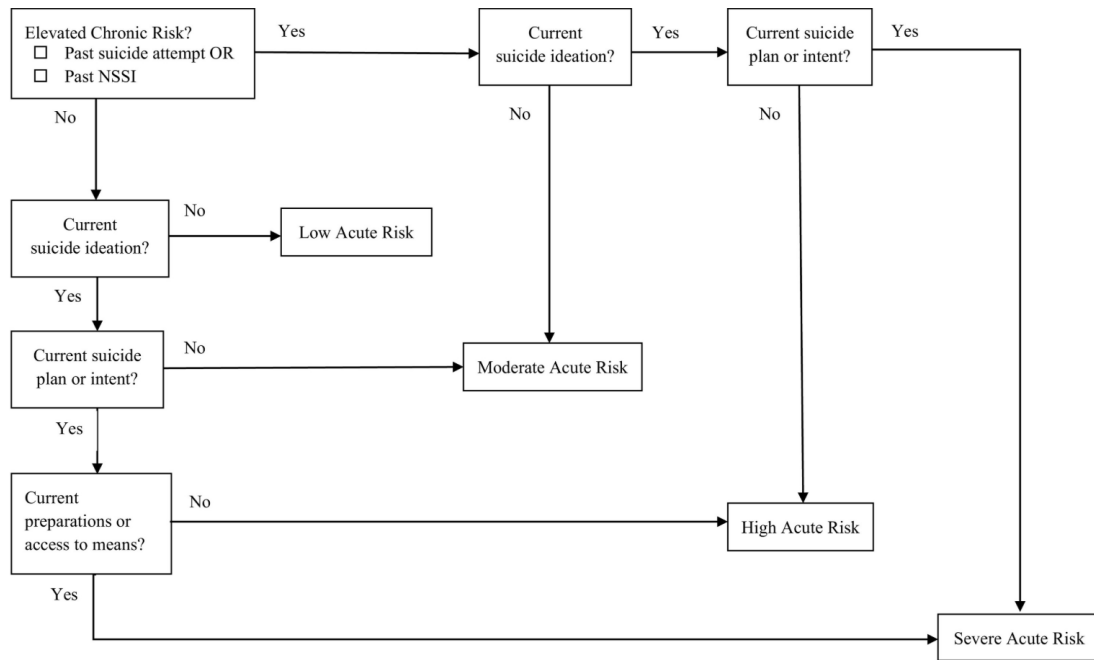 Elevated Chronic Risk?
☐ Past suicide attempt OR
☐ Past NSSI
Yes
Current
suicide ideation?
Yes
Current suicide
plan or intent?
Yes
No
No
No
Current
suicide ideation?
No
Low Acute Risk
Yes
Current suicide
plan or intent?
No
Moderate Acute Risk
Yes
Current
preparations or
access to means?
No
High Acute Risk
Yes
Severe Acute Risk